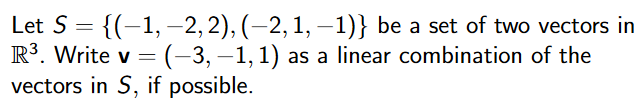 Let S = {(−1, −2, 2), (−2, 1, −1)} be a set of two vectors in
ℝ³. Write v = (−3, −1, 1) as a linear combination of the
vectors in S, if possible.